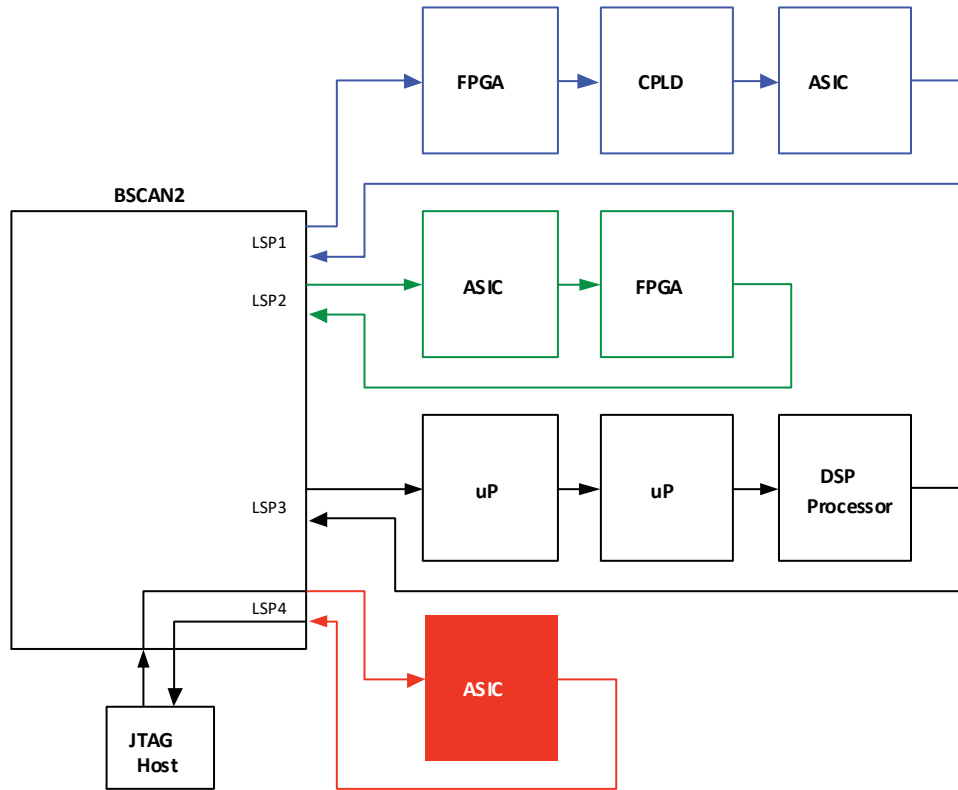 FPGA
CPLD
ASIC
BSCAN2
LSP1
LSP2
ASIC
FPGA
LSP3
uP
uP
DSP
Processor
LSP4
ASIC
JTAG
Host